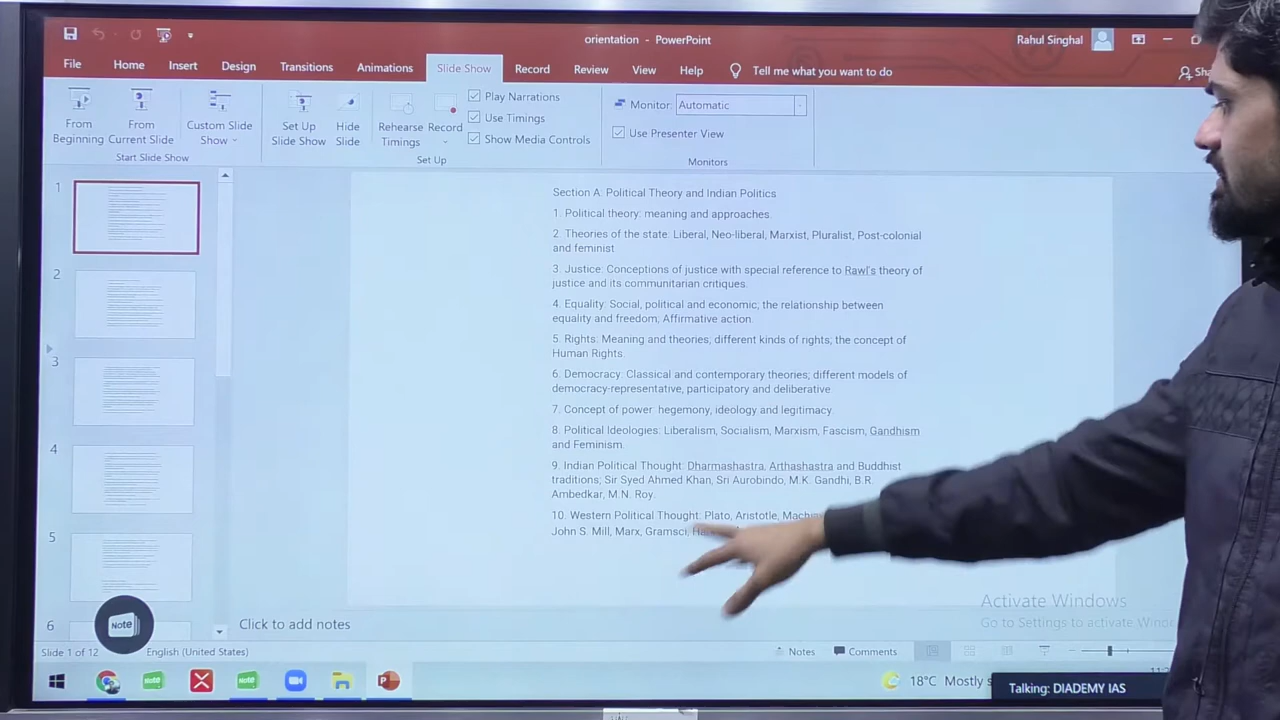 orientation - PowerPoint
Rahul Singhal
File Home Insert Design Transitions Animations Slide Show Record Review View Help Tell me what you want to do
From Beginning
From Current Slide
Custom Slide Show
Start Slide Show
Set Up Slide Show
Hide Slide
Rehearse Timings
Record
Play Narrations
Use Timings
Show Media Controls
Set Up
Monitor: Automatic
Use Presenter View
Monitors
1
2
3
4
5
6
Section A: Political Theory and Indian Politics
1. Political theory: meaning and approaches.
2. Theories of the state: Liberal, Neo-liberal, Marxist, Pluralist, Post-colonial
and feminist
3. Justice: Conceptions of justice with special reference to Rawl's theory of
justice and its communitarian critiques.
4. Equality: Social, political and economic; the relationship between
equality and freedom; Affirmative action.
5. Rights: Meaning and theories; different kinds of rights; the concept of
Human Rights.
6. Democracy: Classical and contemporary theories; different models of
democracy-representative, participatory and deliberative
7. Concept of power hegemony, ideology and legitimacy.
8. Political Ideologies: Liberalism, Socialism, Marxism, Fascism, Gandhism
and Feminism.
9. Indian Political Thought: Dharmashastra, Arthashastra and Buddhist
traditions; Sir Syed Ahmed Khan, Sri Aurobindo, M.K. Gandhi, B.R.
Ambedkar, M.N. Roy.
10. Western Political Thought: Plato, Aristotle,
John S. Mill, Marx, Gramsci,
Activate Windows
Go to Settings to activate
Note
Click to add notes
Slide 1 of 12 English (United States)
Notes Comments
18°C Mostly
Talking: DIADEMY IAS